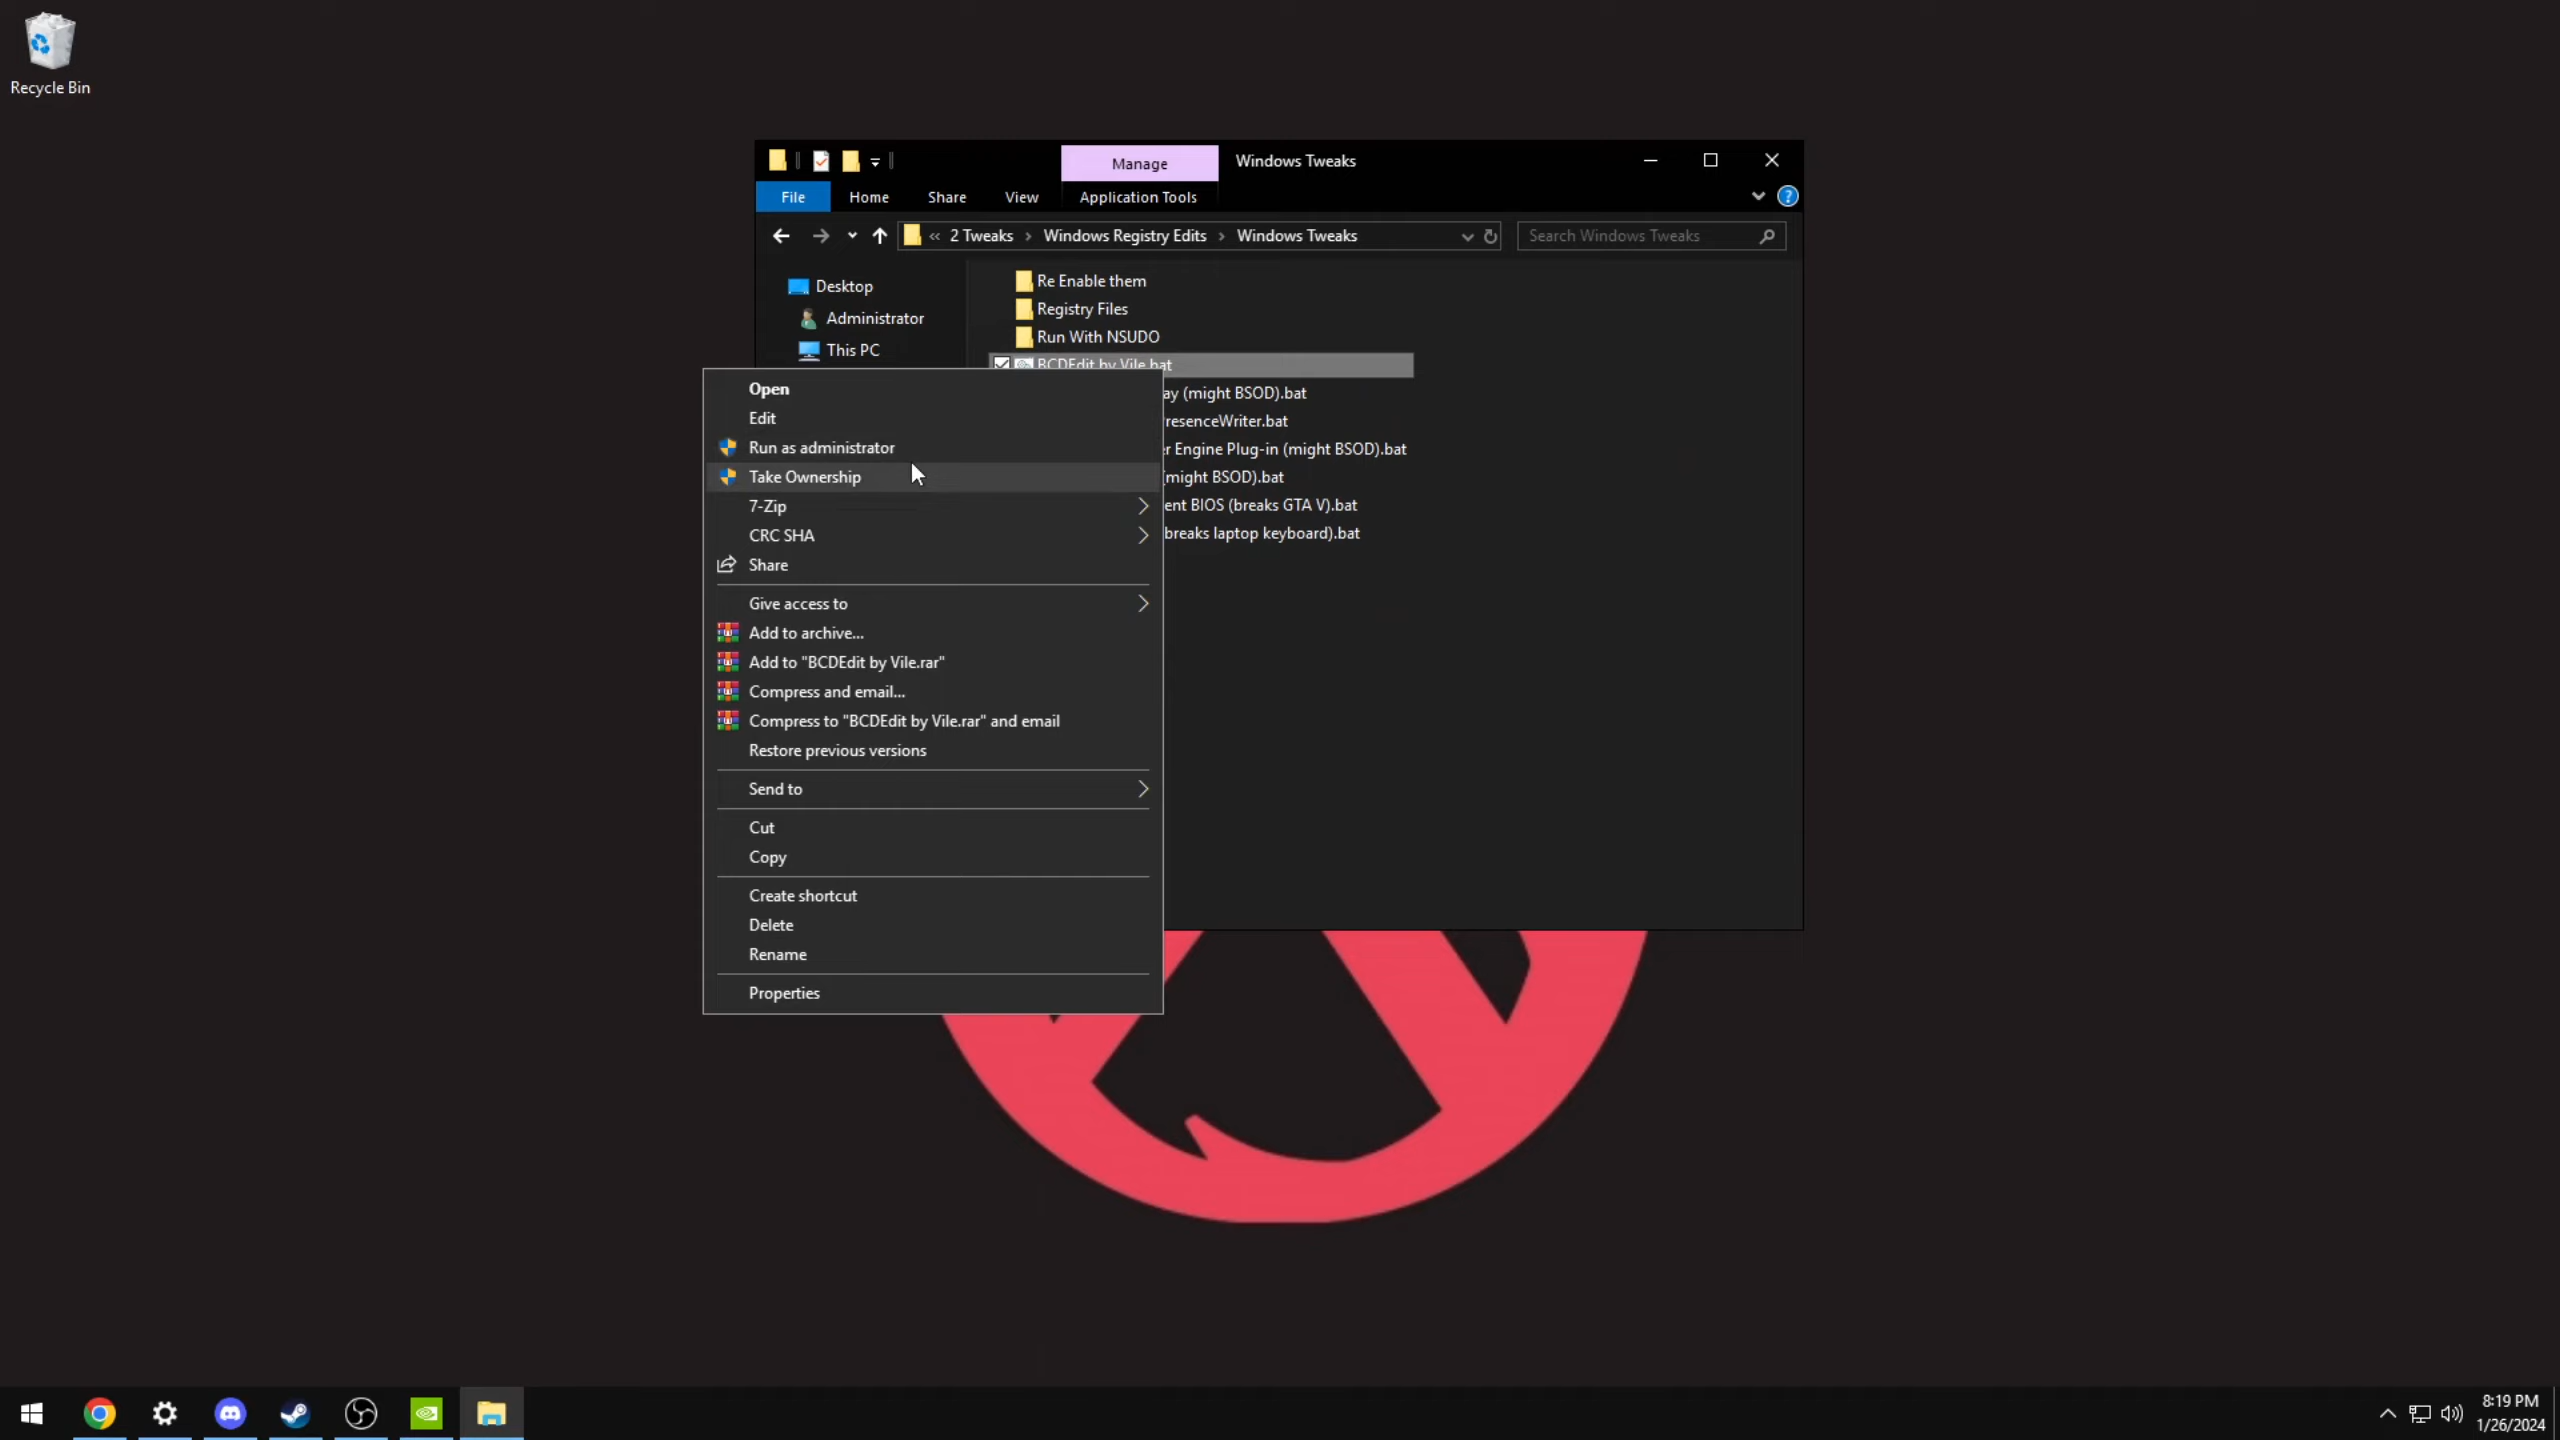 Recycle Bin
Manage
Windows Tweaks
File
Home
Share
View
Application Tools
« 2 Tweaks › Windows Registry Edits › Windows Tweaks
Search Windows Tweaks
Desktop
Administrator
This PC
Re Enable them
Registry Files
Run With NSUDO
BCDEdit by Vile.bat
ay (might BSOD).bat
resenceWriter.bat
r Engine Plug-in (might BSOD).bat
(might BSOD).bat
ent BIOS (breaks GTA V).bat
breaks laptop keyboard).bat
Open
Edit
Run as administrator
Take Ownership
7-Zip
CRC SHA
Share
Give access to
Add to archive...
Add to "BCDEdit by Vile.rar"
Compress and email...
Compress to "BCDEdit by Vile.rar" and email
Restore previous versions
Send to
Cut
Copy
Create shortcut
Delete
Rename
Properties
8:19 PM
1/26/2024